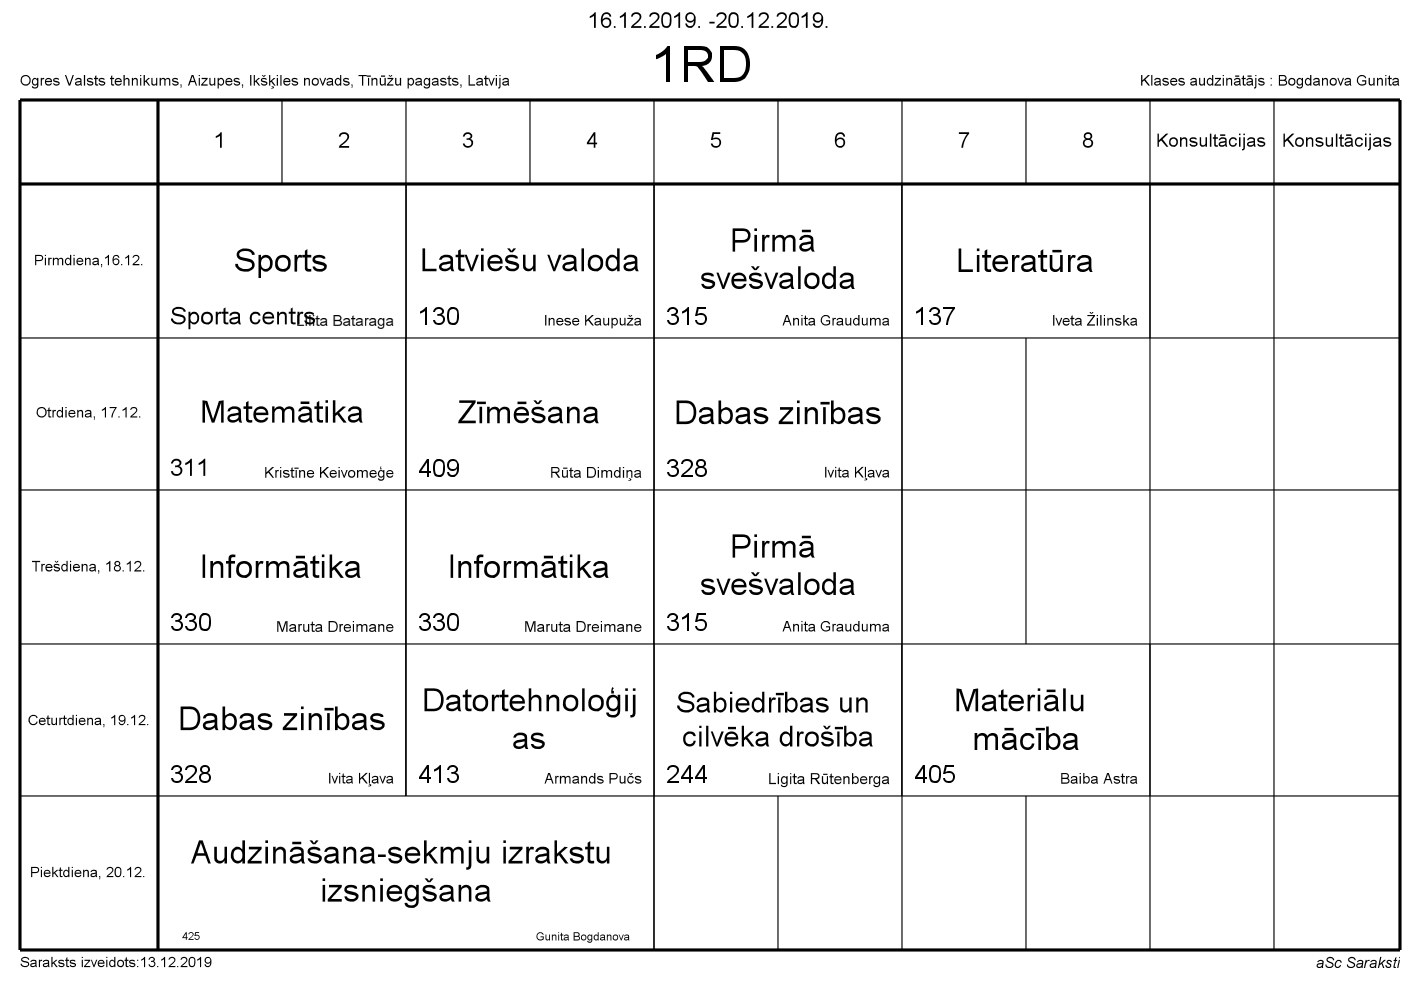 16.12.2019. -20.12.2019.
1RD
Ogres Valsts tehnikums, Aizupes, Ikšķiles novads, Tīnūžu pagasts, Latvija
Klases audzinātājs : Bogdanova Gunita
1 2 3 4 5 6 7 8 Konsultācijas Konsultācijas
Pirmdiena,16.12.
Sports
Sporta centrs
Bataraga
Latviešu valoda
130 Inese Kaupuža
Pirmā
svešvaloda
315 Anita Grauduma
Literatūra
137 Iveta Žilinska
Otrdiena, 17.12.
Matemātika
311 Kristīne Keivomeģe
Zīmēšana
409 Rūta Dimdiņa
Dabas zinības
328 Ivita Kļava
Trešdiena, 18.12.
Informātika
330 Maruta Dreimane
Informātika
330 Maruta Dreimane
Pirmā
svešvaloda
315 Anita Grauduma
Ceturtdiena, 19.12.
Dabas zinības
328 Ivita Kļava
Datortehnoloģij
as
413 Armands Pučs
Sabiedrības un
cilvēka drošība
244 Ligita Rūtenberga
Materiālu
mācība
405 Baiba Astra
Piektdiena, 20.12.
Audzināšana-sekmju izrakstu
izsniegšana
425 Gunita Bogdanova
Saraksts izveidots:13.12.2019
aSc Saraksti